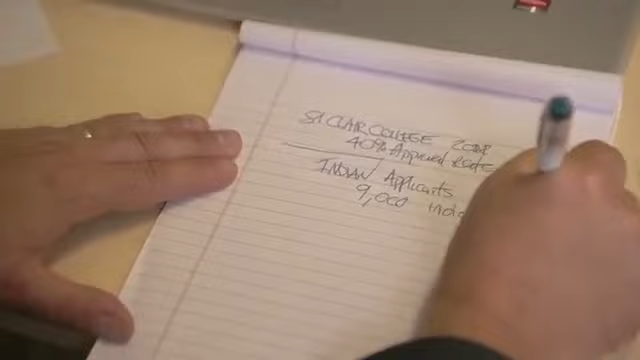 St CLAIR COLLEGE
40% Approval Rate
INDIAN Applicants
9,000